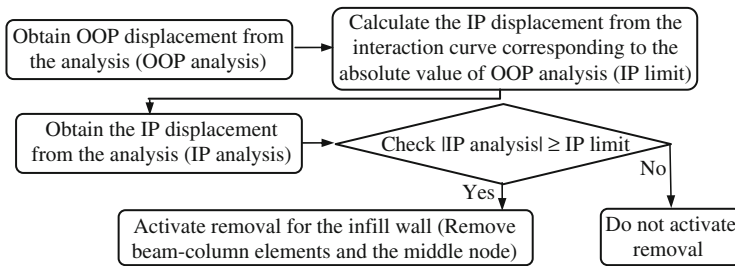 Obtain OOP displacement from
the analysis (OOP analysis)
Calculate the IP displacement from the
interaction curve corresponding to the
absolute value of OOP analysis (IP limit)
Obtain the IP displacement
from the analysis (IP analysis)
Check |IP analysis| ≥ IP limit
Yes
No
Activate removal for the infill wall (Remove
beam-column elements and the middle node)
Do not activate
removal